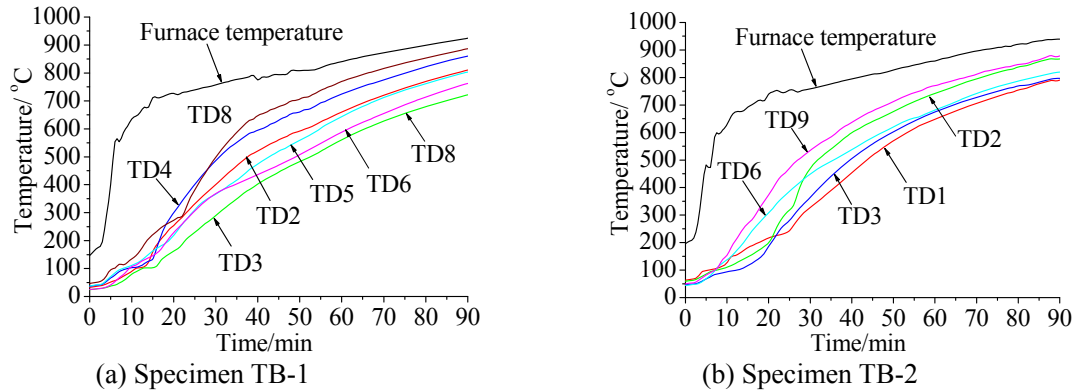 1000
900
800
700
600
500
400
300
200
100
0
Temperature/ °C
Furnace temperature
TD8
TD4
TD8
TD6
TD5
TD2
TD3
0 10 20 30 40 50 60 70 80 90
Time/min
(a) Specimen TB-1
1000
900
800
700
600
500
400
300
200
100
0
Temperature/ °C
Furnace temperature
TD9
TD2
TD6
TD1
TD3
0 10 20 30 40 50 60 70 80 90
Time/min
(b) Specimen TB-2